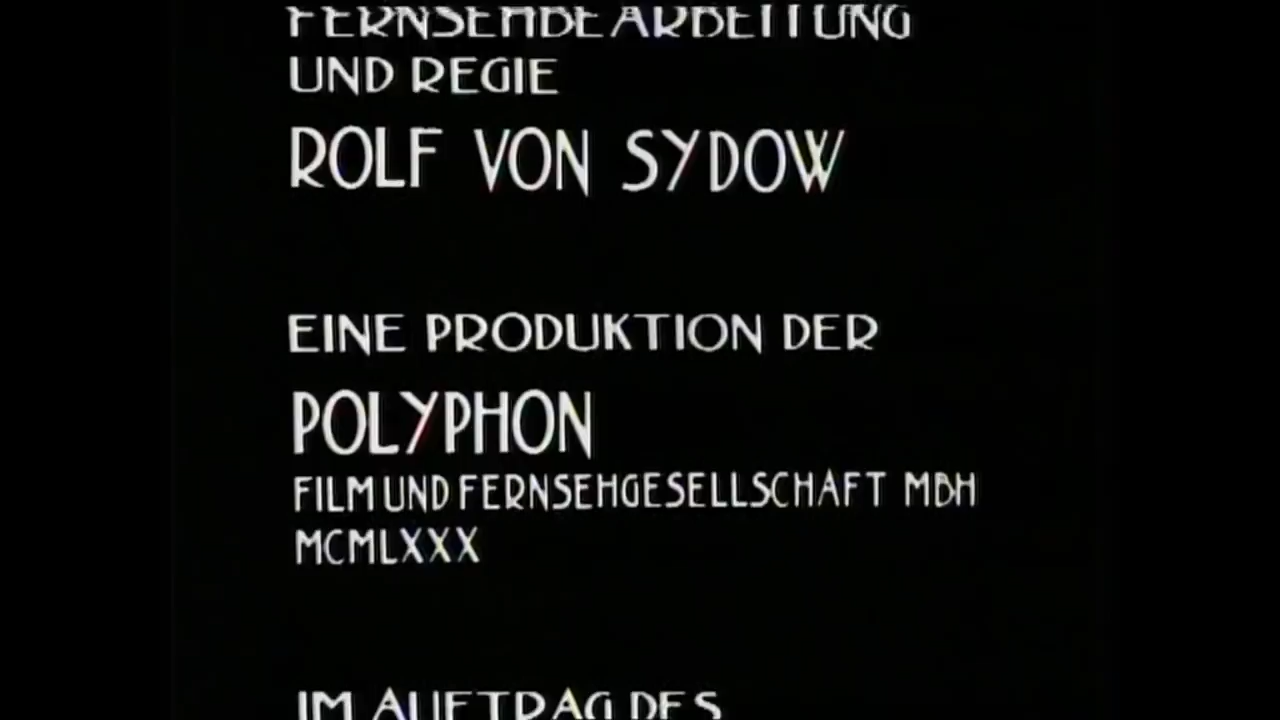 FERNSEHBEARBEITUNG
UND REGIE
ROLF VON SYDOW
EINE PRODUKTION DER
POLYPHON
FILM UND FERNSEHGESELLSCHAFT MBH
MCMLXXX
IM AUFTRAG DES